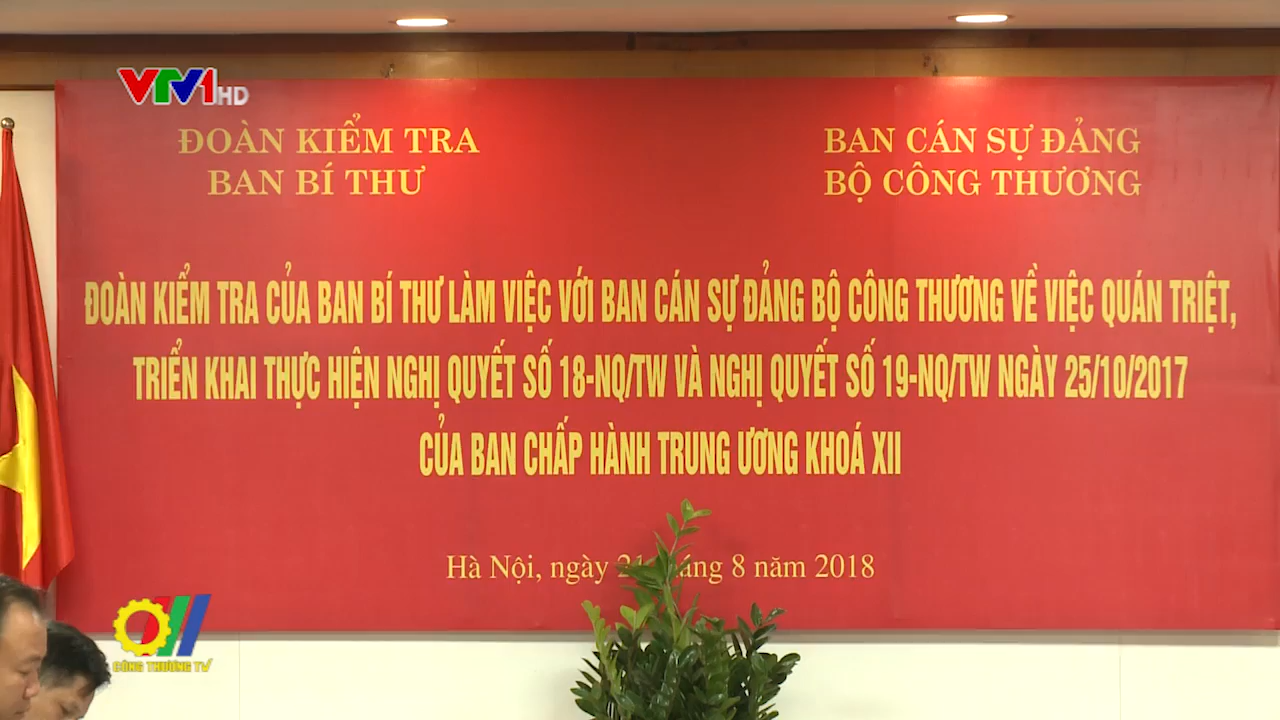 VTV1 HD
ĐOÀN KIỂM TRA
BAN BÍ THƯ
BAN CÁN SỰ ĐẢNG
BỘ CÔNG THƯƠNG
ĐOÀN KIỂM TRA CỦA BAN BÍ THƯ LÀM VIỆC VỚI BAN CÁN SỰ ĐẢNG BỘ CÔNG THƯƠNG VỀ VIỆC QUÁN TRIỆT,
TRIỂN KHAI THỰC HIỆN NGHỊ QUYẾT SỐ 18-NQ/TW VÀ NGHỊ QUYẾT SỐ 19-NQ/TW NGÀY 25/10/2017
CỦA BAN CHẤP HÀNH TRUNG ƯƠNG KHOÁ XII
Hà Nội, ngày 8 năm 2018
CÔNG THƯƠNG TV